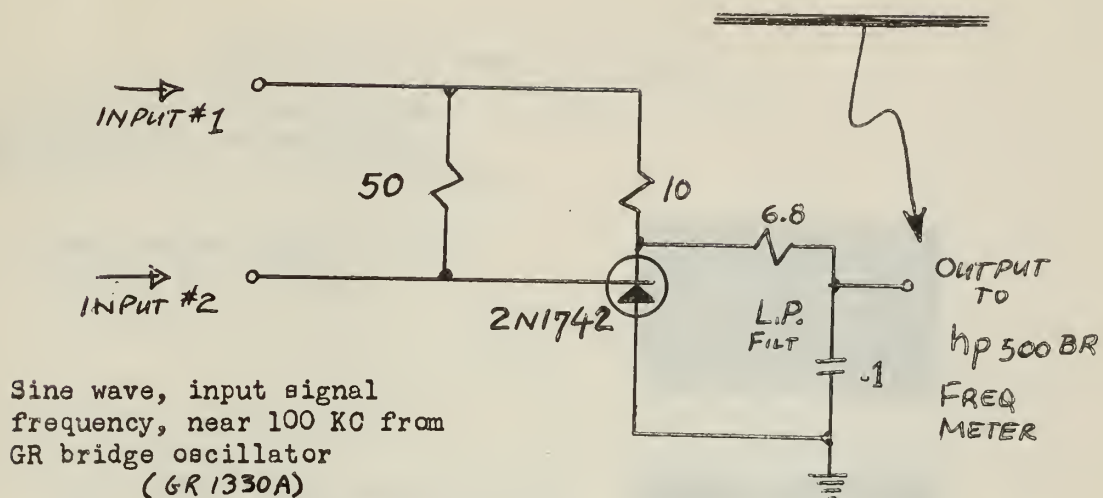 INPUT #1
50
10
6.8
INPUT #2
2N1742
L.P.
FILT
.1
OUTPUT
TO
hp 500 BR
FREQ
METER
Sine wave, input signal
frequency, near 100 KC from
GR bridge oscillator
(GR 1330A)